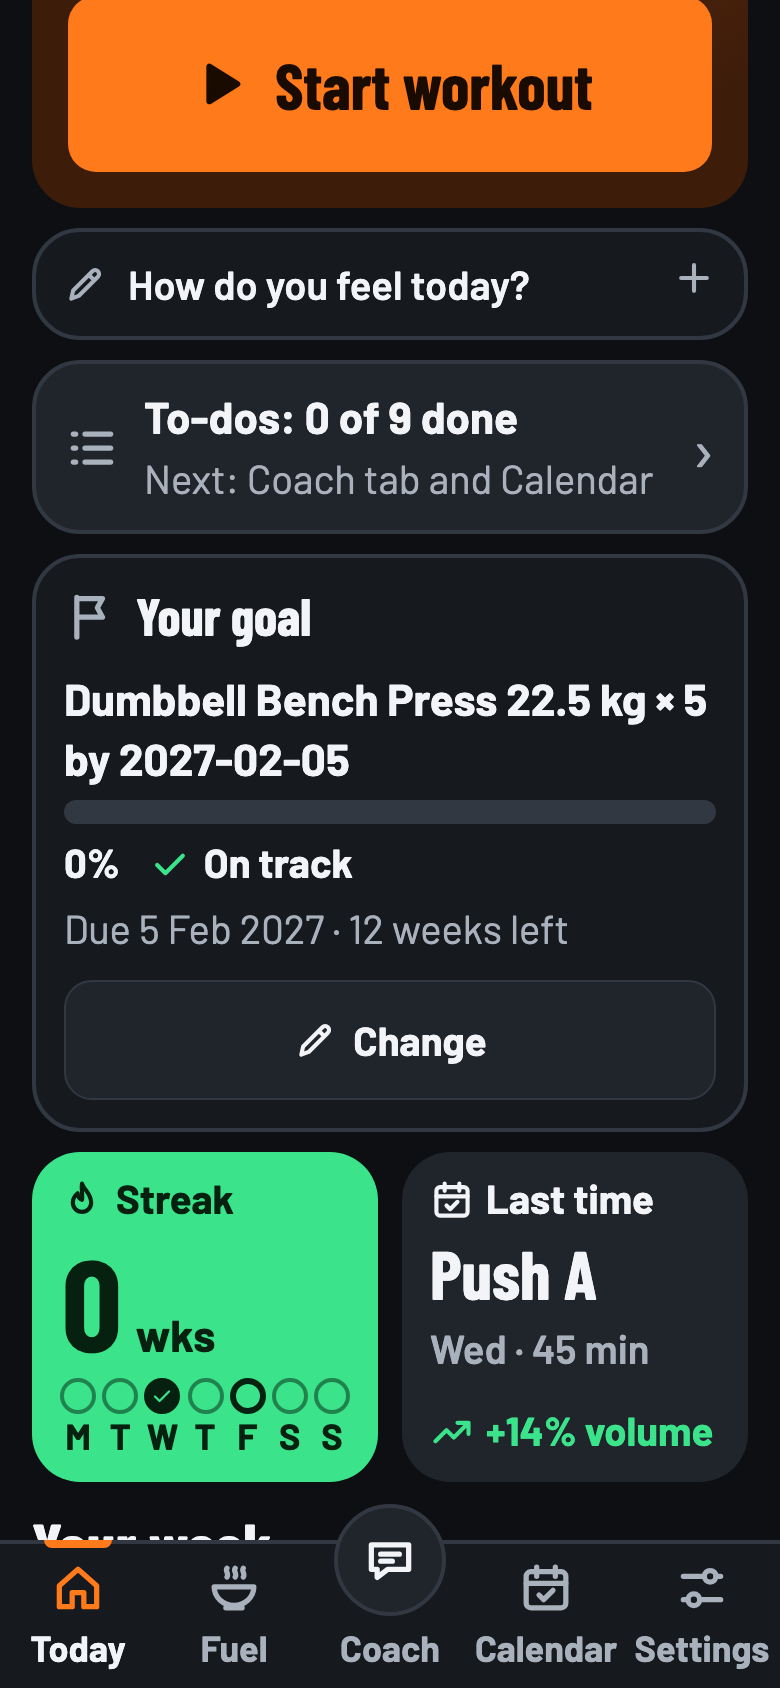 Start workout
How do you feel today?
To-dos: 0 of 9 done
Next: Coach tab and Calendar
Your goal
Dumbbell Bench Press 22.5 kg × 5
by 2027-02-05
0% On track
Due 5 Feb 2027 · 12 weeks left
Change
Streak
0 wks
M T W T F S S
Last time
Push A
Wed · 45 min
+14% volume
Your week
Today Fuel Coach Calendar Settings